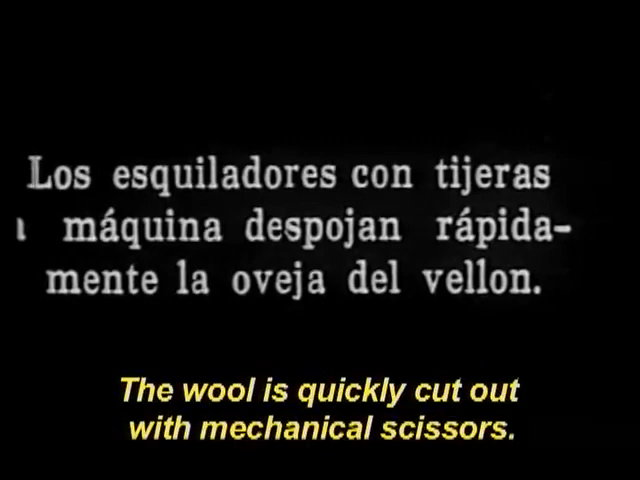 Los esquiladores con tijeras
a máquina despojan rápida-
mente la oveja del vellon.
The wool is quickly cut out
with mechanical scissors.